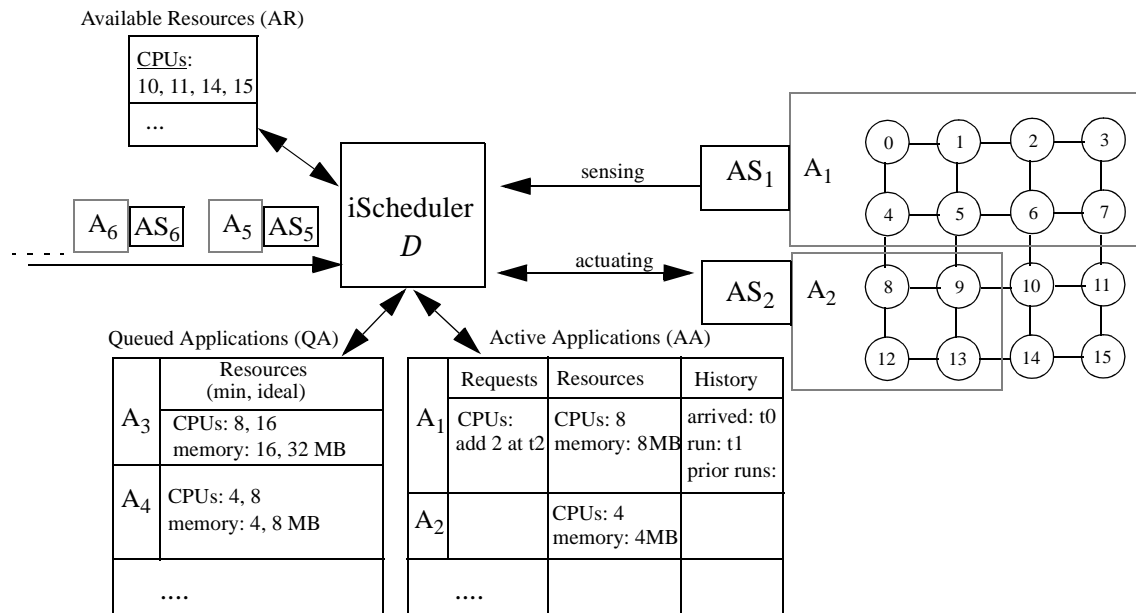 Available Resources (AR)
CPUs:
10, 11, 14, 15
...
A6 AS6 A5 AS5
iScheduler
D
sensing
actuating
AS1
A1
AS2
A2
0 1 2 3
4 5 6 7
8 9 10 11
12 13 14 15
Queued Applications (QA)
Resources
(min, ideal)
A3
CPUs: 8, 16
memory: 16, 32 MB
A4
CPUs: 4, 8
memory: 4, 8 MB
....
Active Applications (AA)
Requests Resources History
A1
CPUs:
add 2 at t2
CPUs: 8
memory: 8MB
arrived: t0
run: t1
prior runs:
A2
CPUs: 4
memory: 4MB
....